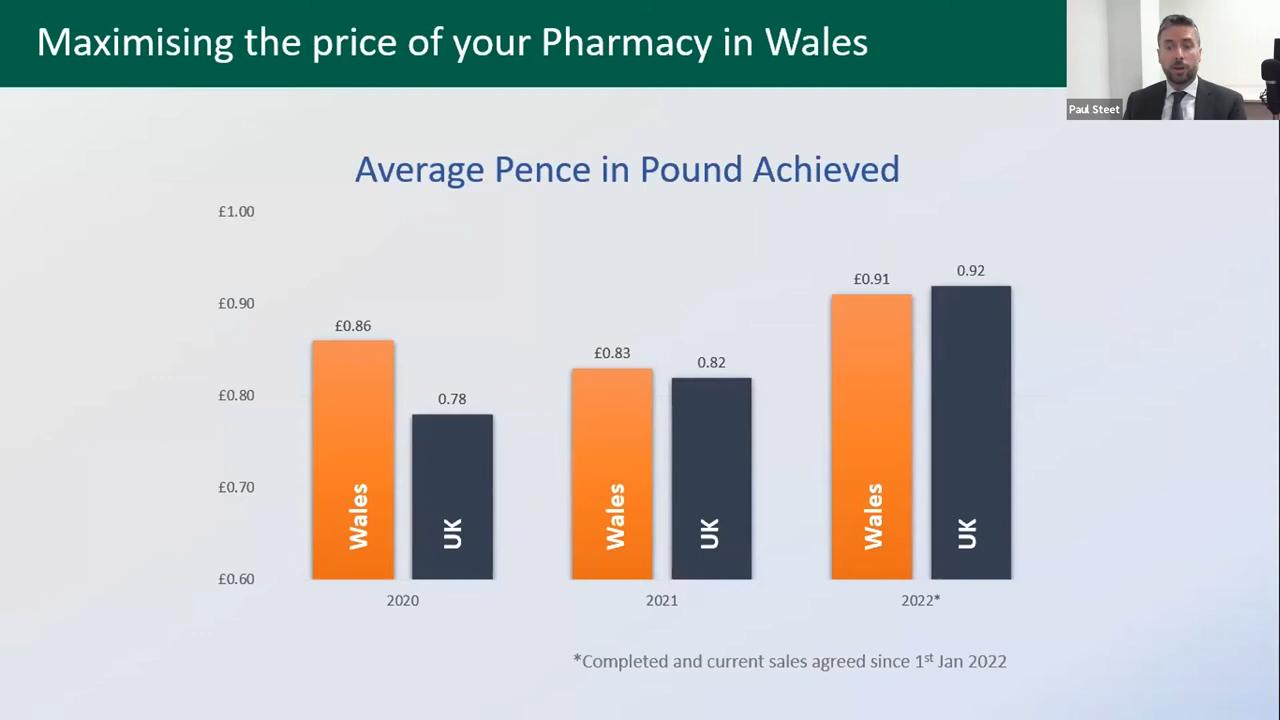 Maximising the price of your Pharmacy in Wales
Paul Steet
Average Pence in Pound Achieved
£1.00
£0.90
£0.80
£0.70
£0.60
£0.86
0.78
£0.83
0.82
£0.91
0.92
Wales
UK
Wales
UK
Wales
UK
2020
2021
2022*
*Completed and current sales agreed since 1st Jan 2022